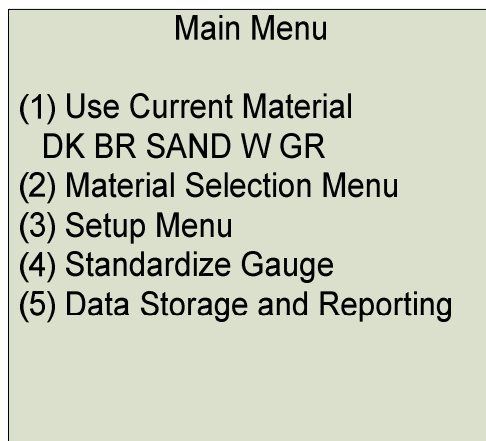 Main Menu
(1) Use Current Material
DK BR SAND W GR
(2) Material Selection Menu
(3) Setup Menu
(4) Standardize Gauge
(5) Data Storage and Reporting